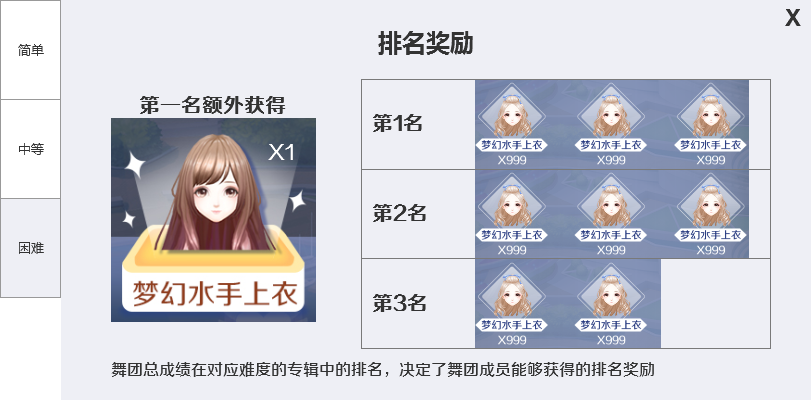 X
排名奖励
简单
中等
困难
第一名额外获得
X1
梦幻水手上衣
第1名
梦幻水手上衣 梦幻水手上衣 梦幻水手上衣
X999 X999 X999
第2名
梦幻水手上衣 梦幻水手上衣 梦幻水手上衣
X999 X999 X999
第3名
梦幻水手上衣 梦幻水手上衣
X999 X999
舞团总成绩在对应难度的专辑中的排名，决定了舞团成员能够获得的排名奖励